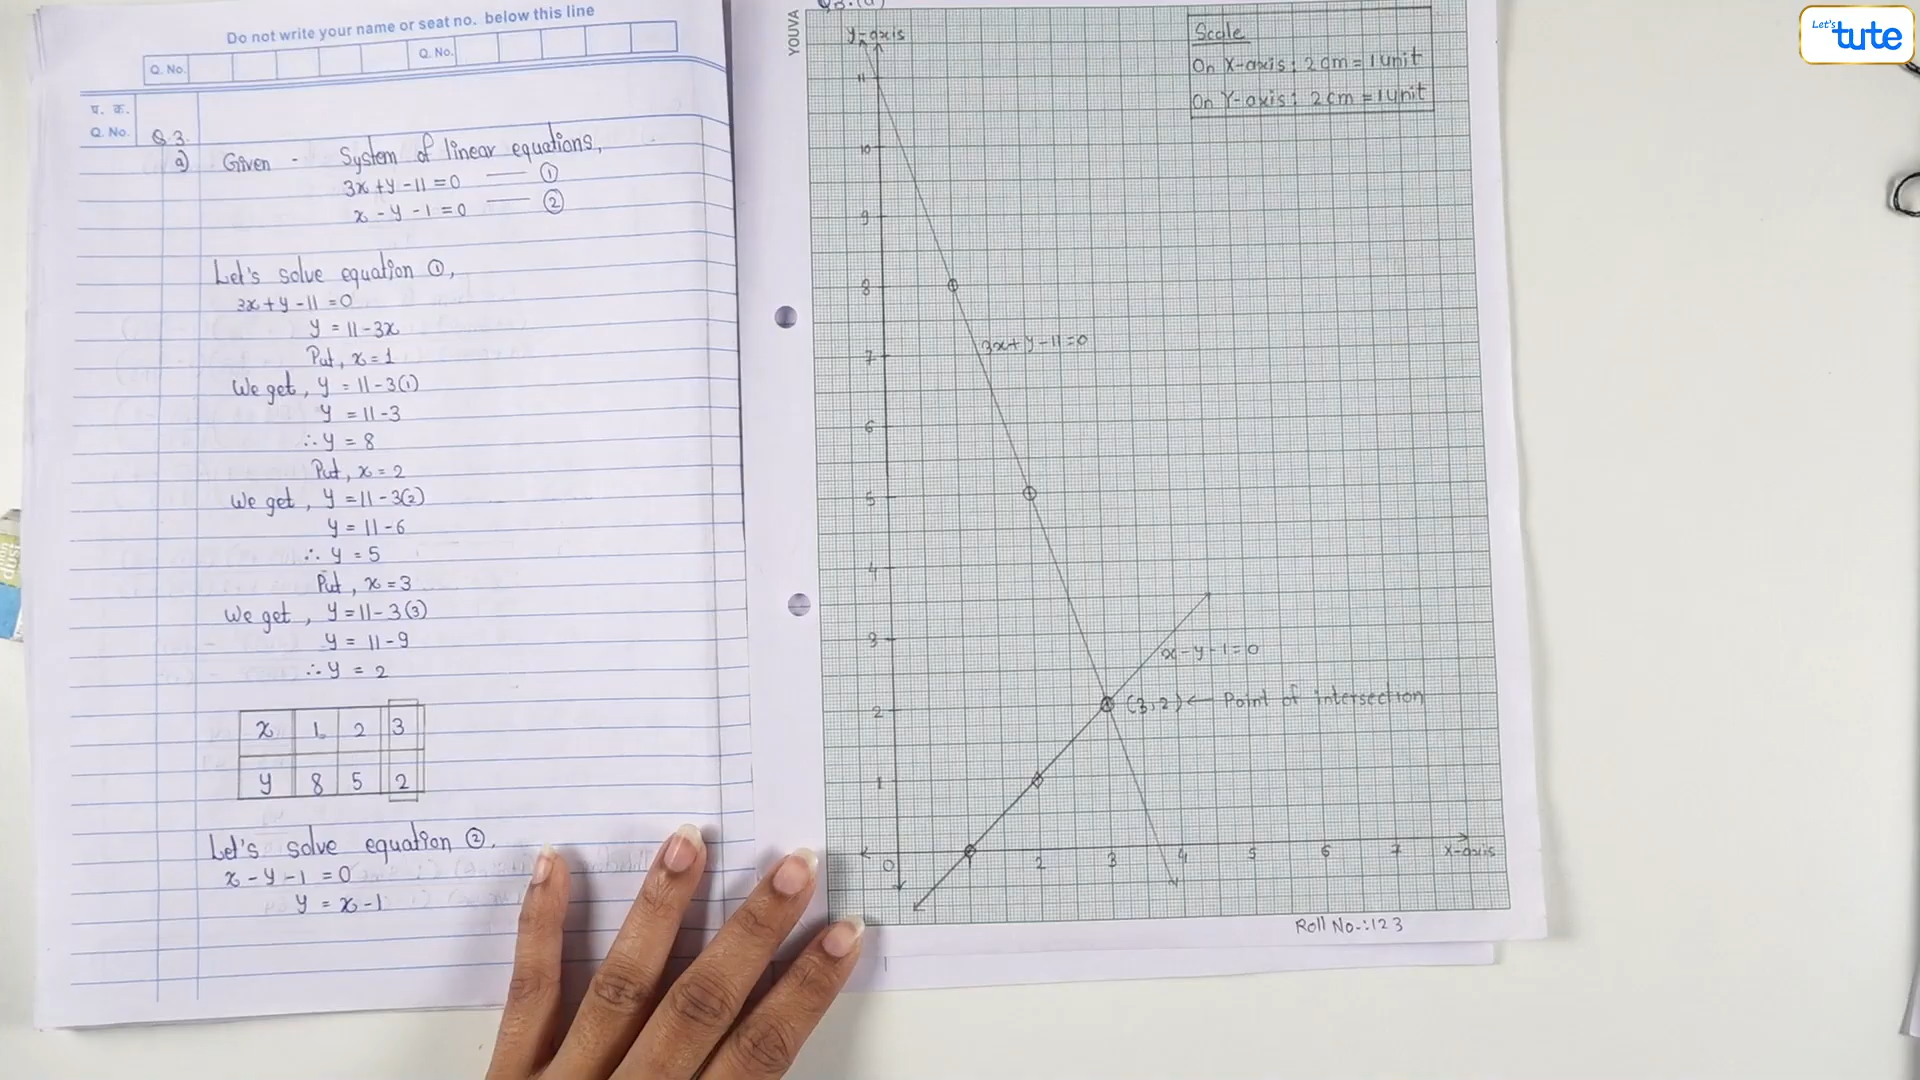 Do not write your name or seat no. below this line
Q. No.
Q. No.
प्र. क्र.
Q. No.
Q.3.
a) Given - System of linear equations,
3x + y - 11 = 0 —— ①
x - y - 1 = 0 —— ②
Let's solve equation ①,
3x + y - 11 = 0
y = 11 - 3x
Put, x = 1
We get, y = 11 - 3(1)
y = 11 - 3
∴ y = 8
Put, x = 2
We get, y = 11 - 3(2)
y = 11 - 6
∴ y = 5
Put, x = 3
We get, y = 11 - 3(3)
y = 11 - 9
∴ y = 2
x 1 2 3
y 8 5 2
Let's solve equation ②.
x - y - 1 = 0
y = x - 1
YOUVA
Q3.(a)
y-axis
Scale
On X-axis: 2 cm = 1 unit
On Y-axis: 2 cm = 1 unit
11
10
9
8
7
3x + y - 11 = 0
6
5
4
3
x - y - 1 = 0
2
(3,2) ← Point of intersection
1
0 1 2 3 4 5 6 7 X-axis
Roll No.: 123
Let's
tute